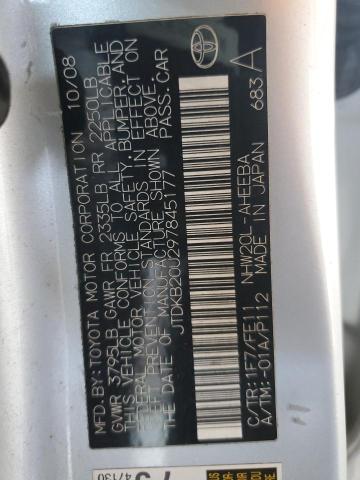 MFD.BY:TOYOTA MOTOR CORPORATION 10/08
GVWR 3795LB GAWR FR 2335LB RR 2250LB
THIS VEHICLE CONFORMS TO ALL APPLICABLE
FEDERAL MOTOR VEHICLE SAFETY, BUMPER, AND
THEFT PREVENTION STANDARDS IN EFFECT ON
THE DATE OF MANUFACTURE SHOWN ABOVE.
JTDKB20U297845177 PASS.CAR
C/TR:1F7/FE11 NHW20L-AHEEBA
A/TM:-01A/P112 MADE IN JAPAN 683 A
47130